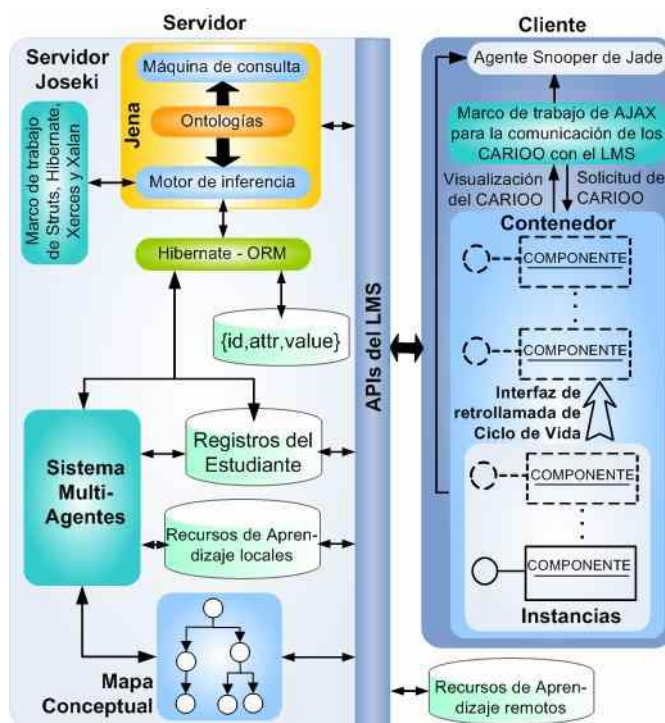 Servidor
Cliente
Servidor
Joseki
Máquina de consulta
Ontologías
Motor de inferencia
Jena
Marco de trabajo
de Struts, Hibernate,
Xerces y Xalan
Hibernate - ORM
{id,attr,value}
Registros del
Estudiante
Sistema
Multi-
Agentes
Recursos de Apren-
dizaje locales
Mapa
Conceptual
APIs del LMS
Agente Snooper de Jade
Marco de trabajo de AJAX
para la comunicación de los
CARIOO con el LMS
Visualización
del CARIOO
Solicitud de
CARIOO
Contenedor
COMPONENTE
COMPONENTE
Interfaz de
retrollamada de
Ciclo de Vida
COMPONENTE
COMPONENTE
Instancias
Recursos de Apren-
dizaje remotos